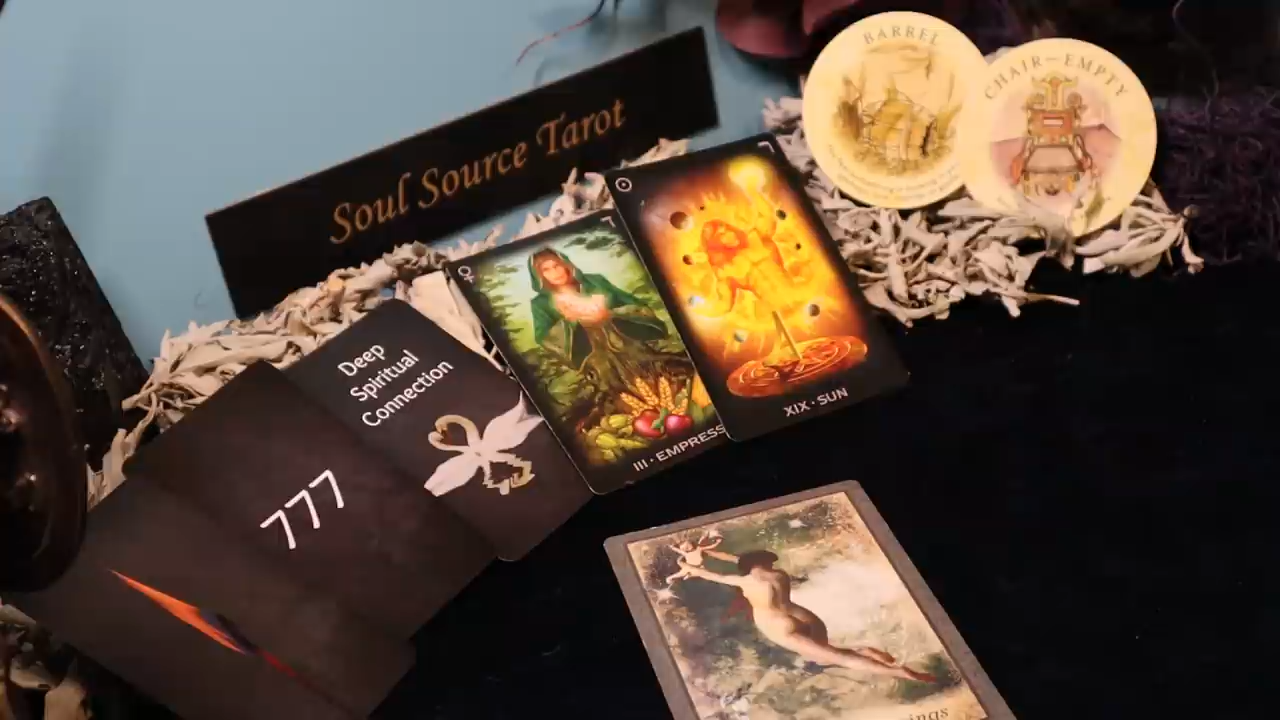 Soul Source Tarot
BARREL
CHAIR—EMPTY
Deep
Spiritual
Connection
777
III • EMPRESS
XIX • SUN